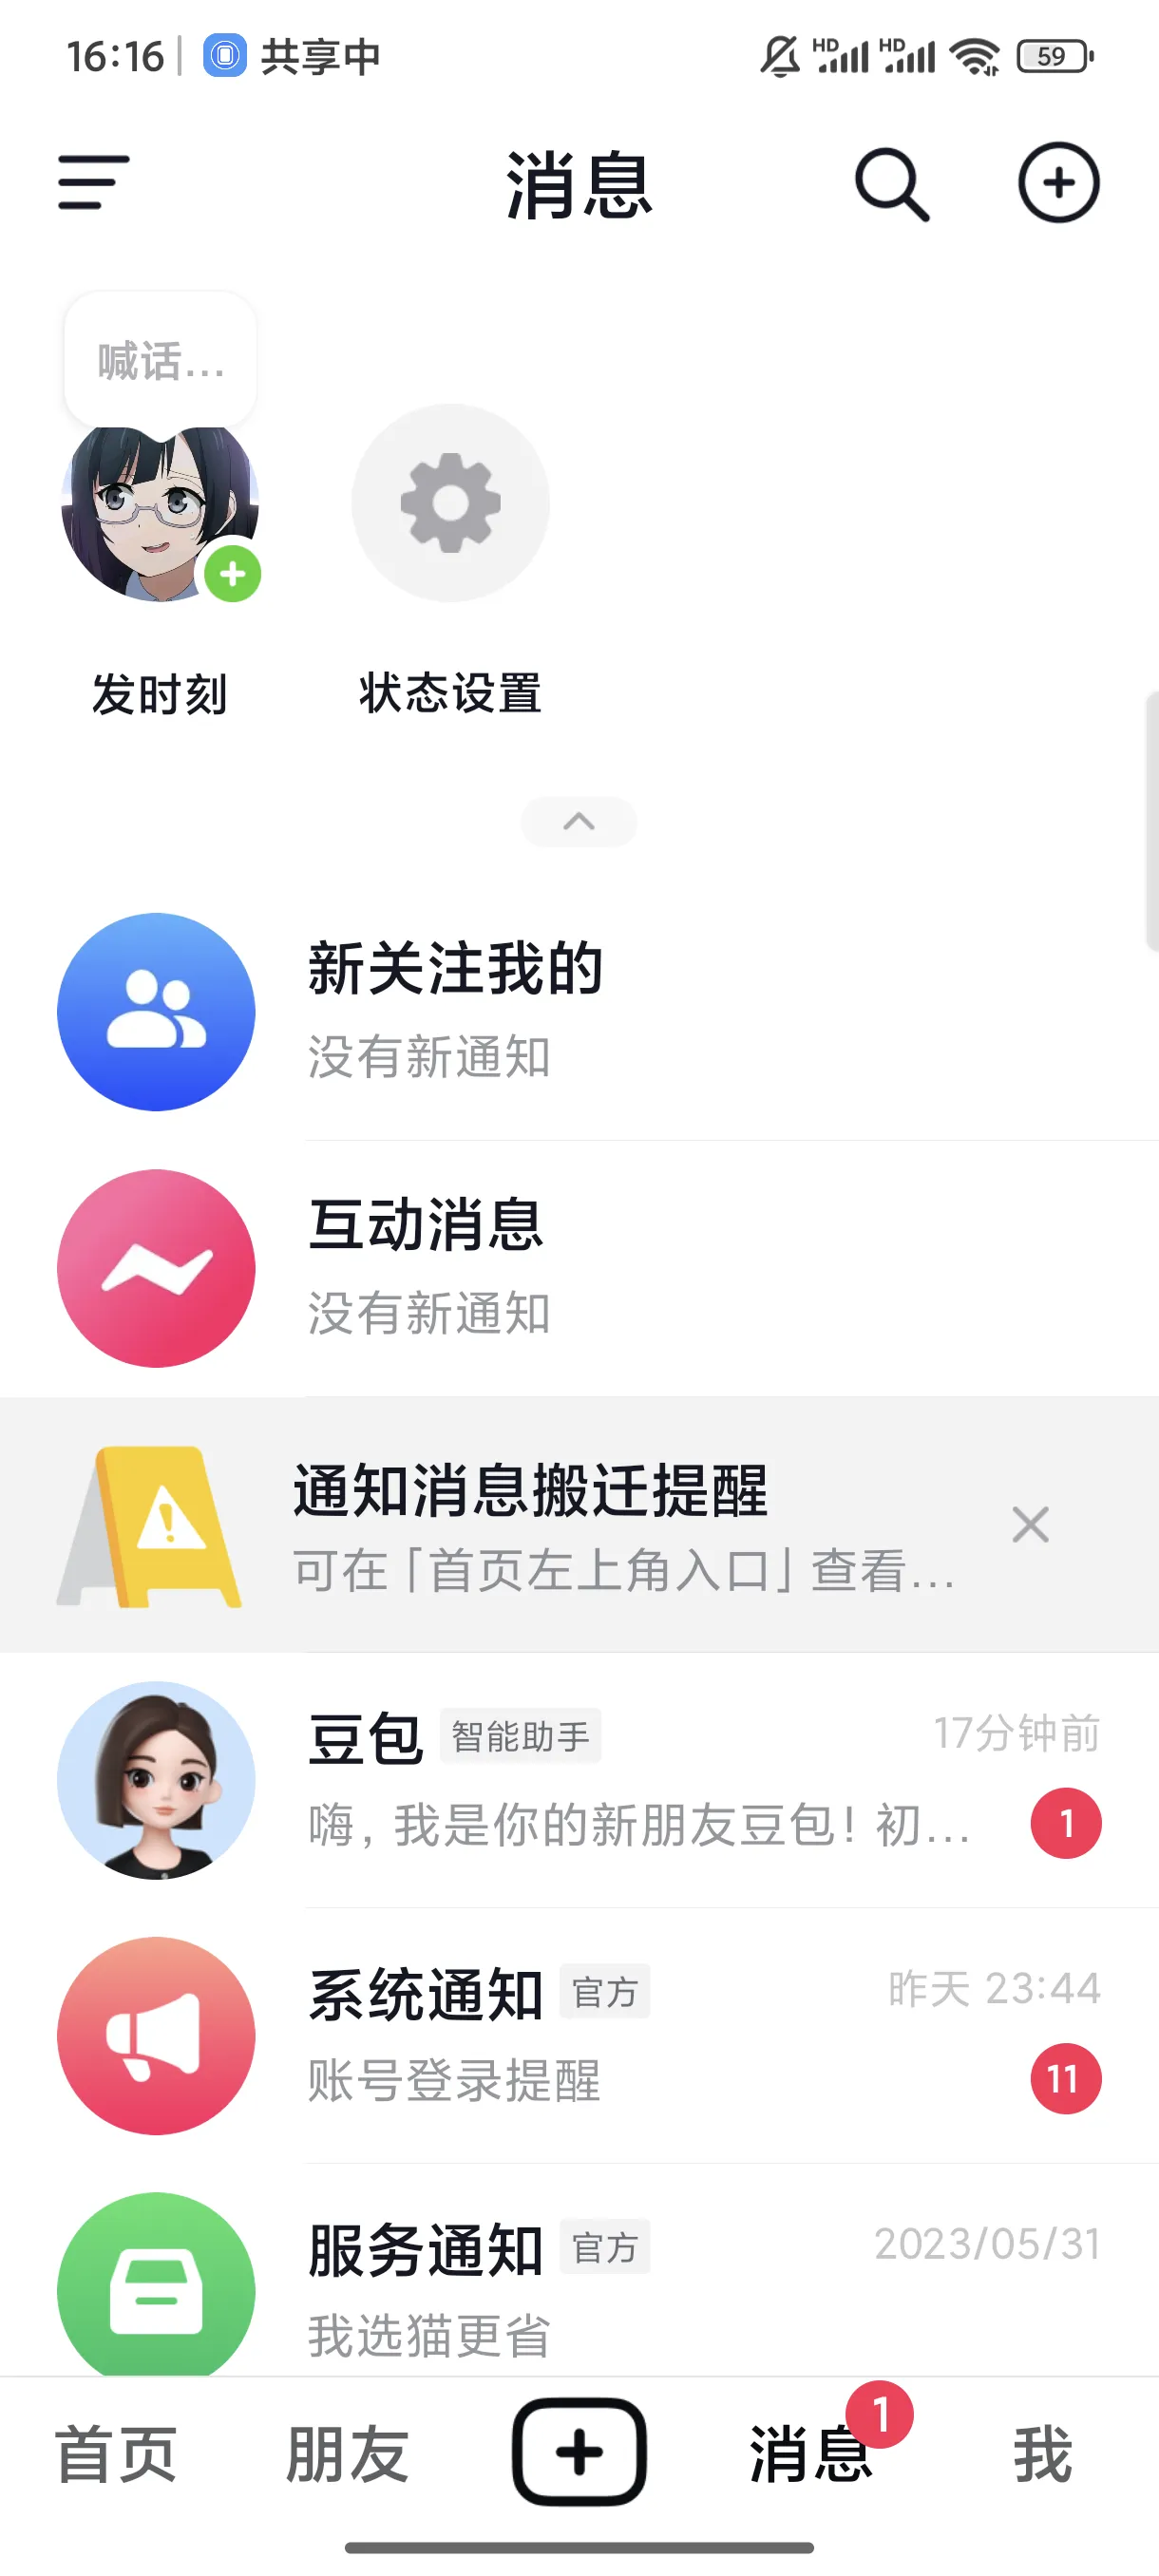 16:16 共享中 HD HD 59
消息
喊话...
发时刻 状态设置
新关注我的
没有新通知
互动消息
没有新通知
通知消息搬迁提醒
可在「首页左上角入口」查看...
豆包 智能助手 17分钟前
嗨，我是你的新朋友豆包！初... 1
系统通知 官方 昨天 23:44
账号登录提醒 11
服务通知 官方 2023/05/31
我选猫更省
首页 朋友 消息 1 我